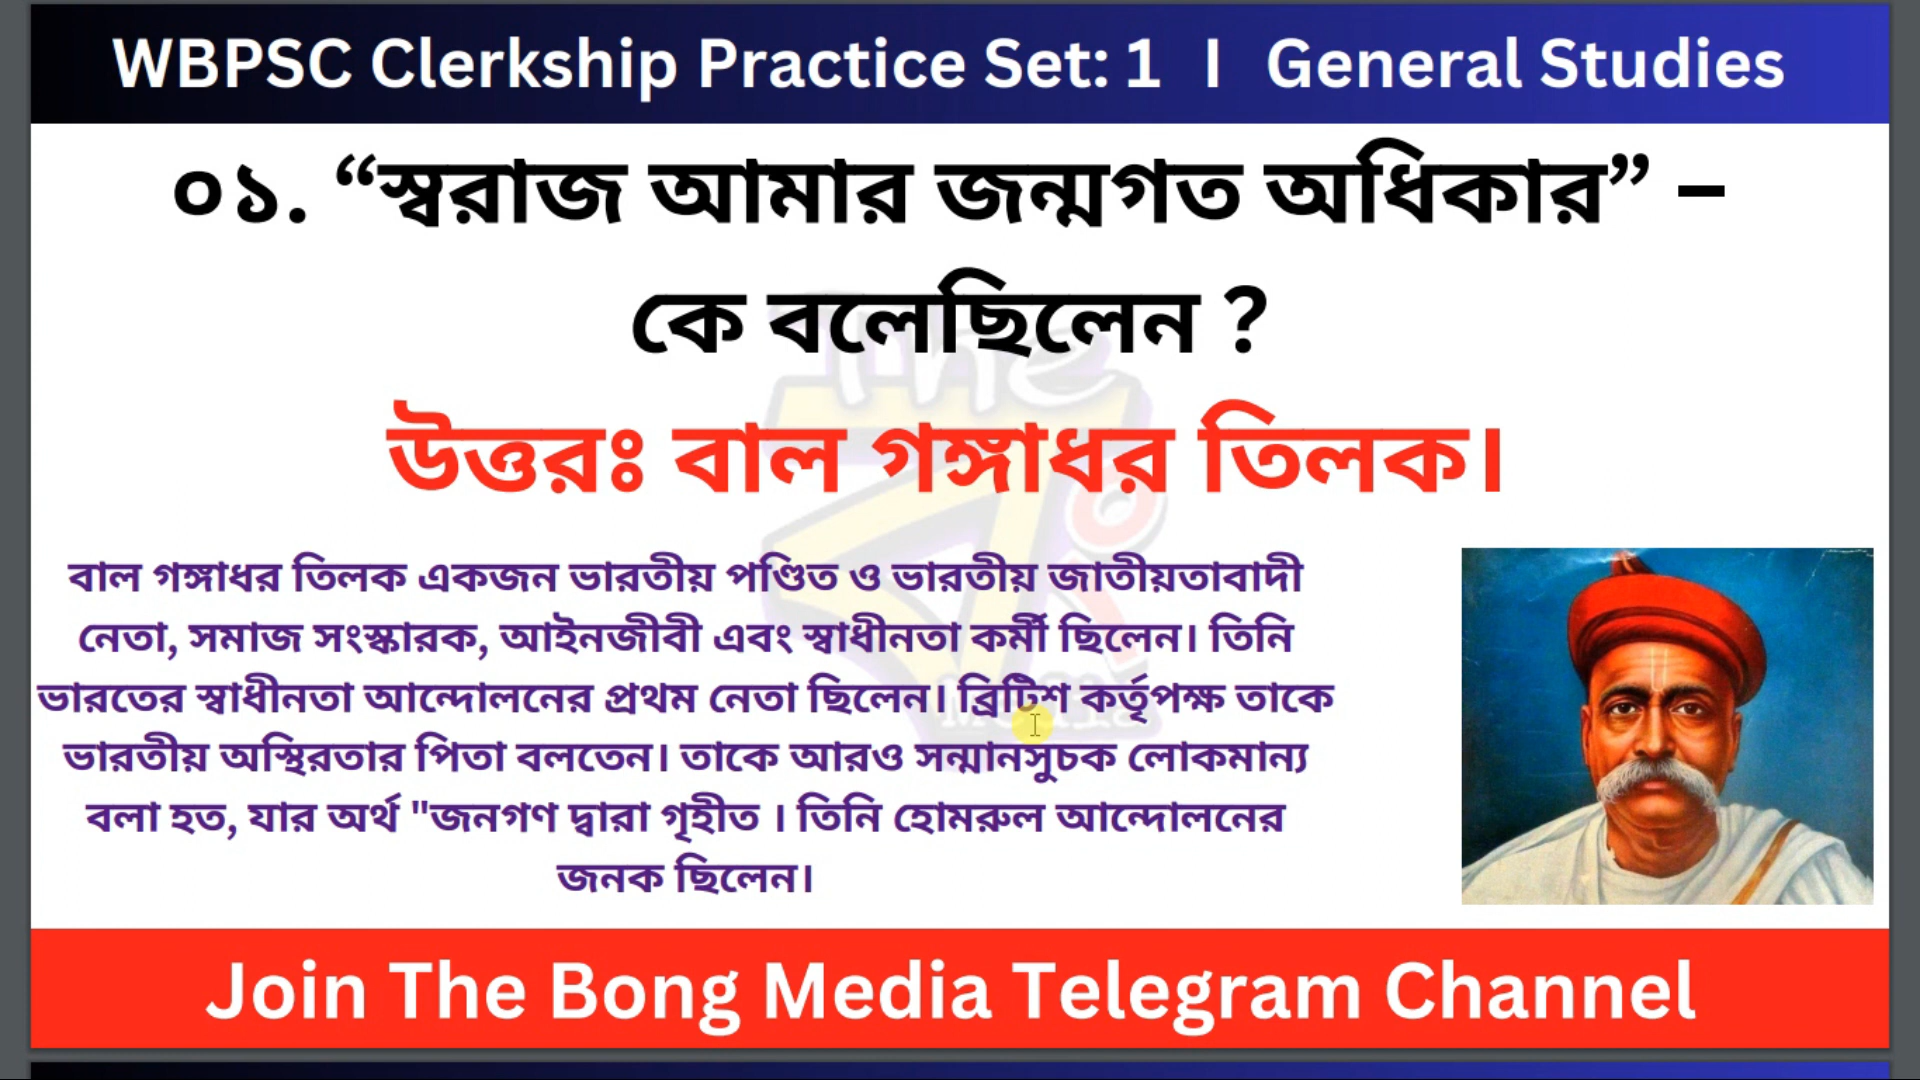 WBPSC Clerkship Practice Set: 1 I General Studies
০১. “স্বরাজ আমার জন্মগত অধিকার” –
কে বলেছিলেন ?
উত্তরঃ বাল গঙ্গাধর তিলক।
বাল গঙ্গাধর তিলক একজন ভারতীয় পণ্ডিত ও ভারতীয় জাতীয়তাবাদী
নেতা, সমাজ সংস্কারক, আইনজীবী এবং স্বাধীনতা কর্মী ছিলেন। তিনি
ভারতের স্বাধীনতা আন্দোলনের প্রথম নেতা ছিলেন। ব্রিটিশ কর্তৃপক্ষ তাকে
ভারতীয় অস্থিরতার পিতা বলতেন। তাকে আরও সন্মানসুচক লোকমান্য
বলা হত, যার অর্থ "জনগণ দ্বারা গৃহীত । তিনি হোমরুল আন্দোলনের
জনক ছিলেন।
Join The Bong Media Telegram Channel